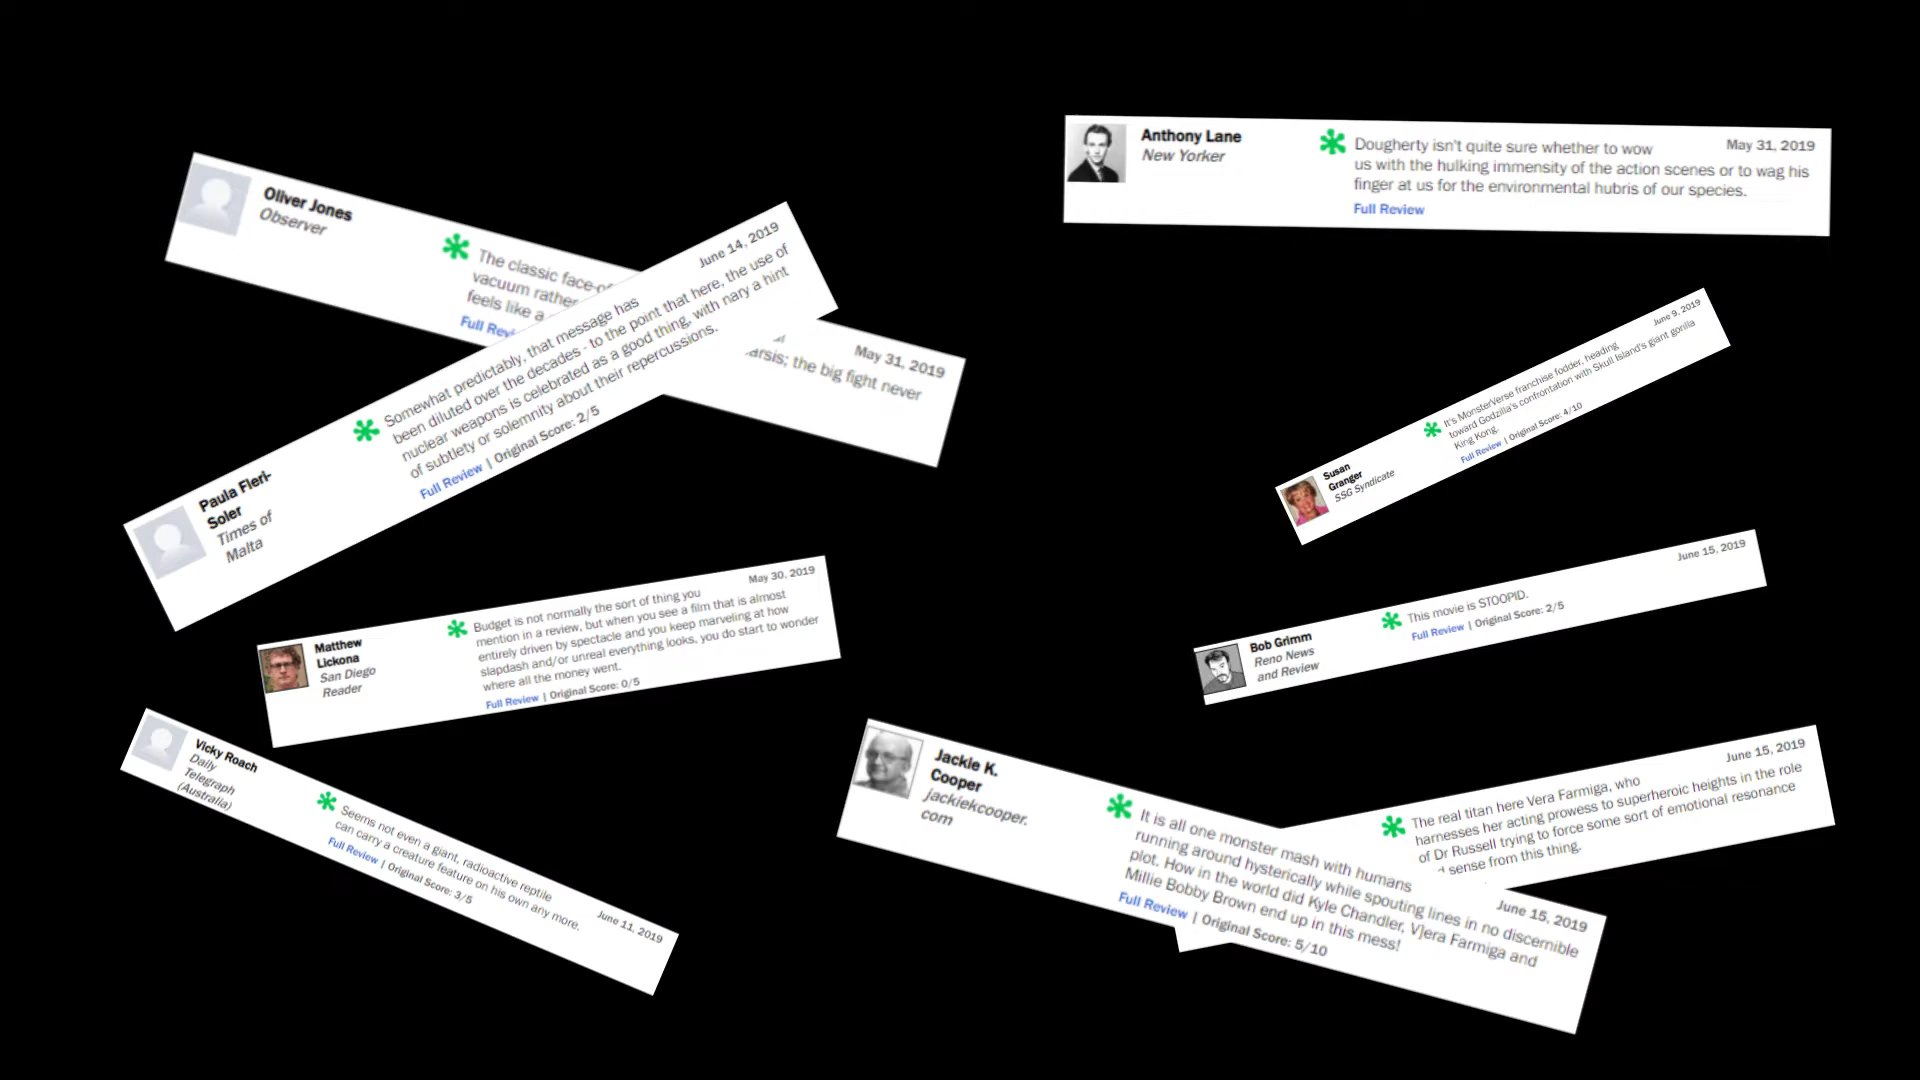 Oliver Jones
Observer
The classic
vacuum rather
feels like a
May 31, 2019
the big fight never
June 14, 2019
Paula Fleri-
Soler
Times of
Malta
Somewhat predictably, that message has
been diluted over the decades - to the point that here, the use of
nuclear weapons is celebrated as a good thing, with nary a hint
of subtlety or solemnity about their repercussions.
Full Review | Original Score: 2/5
Matthew
Lickona
San Diego
Reader
May 30, 2019
Budget is not normally the sort of thing you
mention in a review, but when you see a film that is almost
entirely driven by spectacle and you keep marveling at how
slapdash and/or unreal everything looks, you do start to wonder
where all the money went.
Full Review | Original Score: 0/5
Vicky Roach
Daily
Telegraph
(Australia)
Seems not even a giant, radioactive reptile
can carry a creature feature on his own any more.
Full Review | Original Score: 3/5
June 11, 2019
Anthony Lane
New Yorker
May 31, 2019
Dougherty isn't quite sure whether to wow
us with the hulking immensity of the action scenes or to wag his
finger at us for the environmental hubris of our species.
Full Review
Susan
Granger
SSG Syndicate
June 9, 2019
It's MonsterVerse franchise fodder, heading
toward Godzilla's confrontation with Skull Island's giant gorilla
King Kong.
Full Review | Original Score: 4/10
Bob Grimm
Reno News
and Review
June 15, 2019
This movie is STOOPID.
Full Review | Original Score: 2/5
Jackie K.
Cooper
jackiekcooper.
com
It is all one monster mash with humans
running around hysterically while spouting lines in no discernible
plot. How in the world did Kyle Chandler, V]era Farmiga and
Millie Bobby Brown end up in this mess!
Full Review | Original Score: 5/10
June 15, 2019
June 15, 2019
The real titan here Vera Farmiga, who
harnesses her acting prowess to superheroic heights in the role
of Dr Russell trying to force some sort of emotional resonance
sense from this thing.